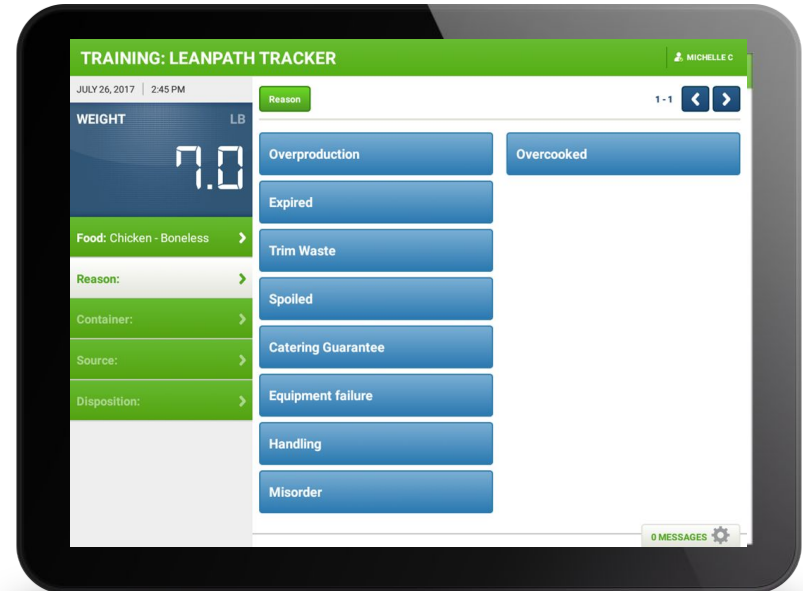 TRAINING: LEANPATH TRACKER
MICHELLE C
JULY 26, 2017 | 2:45 PM
WEIGHT LB
7.0
Food: Chicken - Boneless
Reason:
Container:
Source:
Disposition:
Reason
1 - 1
Overproduction
Overcooked
Expired
Trim Waste
Spoiled
Catering Guarantee
Equipment failure
Handling
Misorder
0 MESSAGES